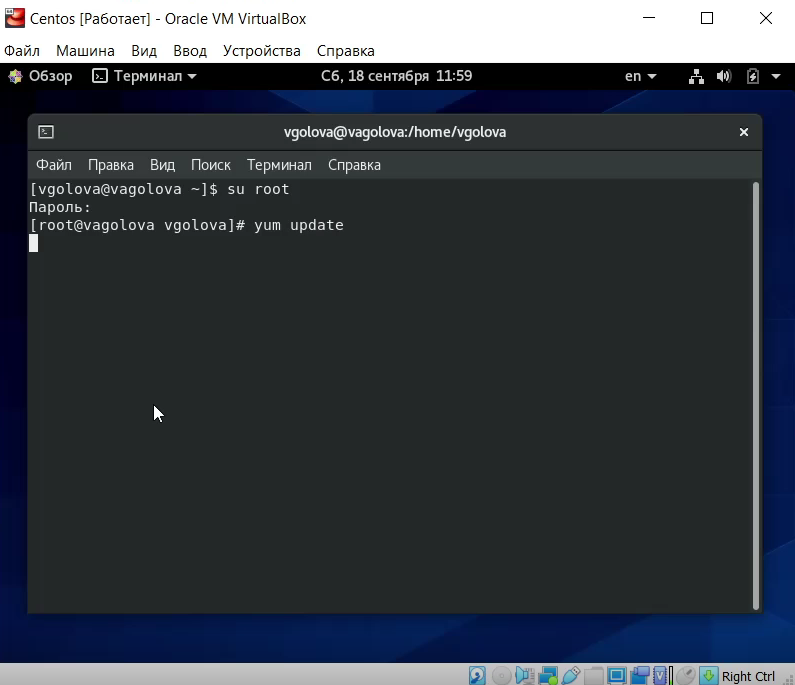 Centos [Работает] - Oracle VM VirtualBox
Файл Машина Вид Ввод Устройства Справка
Обзор Терминал Сб, 18 сентября 11:59 en
vgolova@vagolova:/home/vgolova
Файл Правка Вид Поиск Терминал Справка
[vgolova@vagolova ~]$ su root
Пароль:
[root@vagolova vgolova]# yum update
Right Ctrl